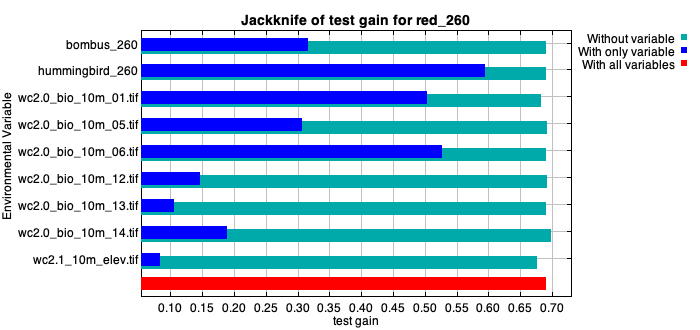 Jackknife of test gain for red_260
Without variable
With only variable
With all variables
Environmental Variable
bombus_260
hummingbird_260
wc2.0_bio_10m_01.tif
wc2.0_bio_10m_05.tif
wc2.0_bio_10m_06.tif
wc2.0_bio_10m_12.tif
wc2.0_bio_10m_13.tif
wc2.0_bio_10m_14.tif
wc2.1_10m_elev.tif
0.10 0.15 0.20 0.25 0.30 0.35 0.40 0.45 0.50 0.55 0.60 0.65 0.70
test gain